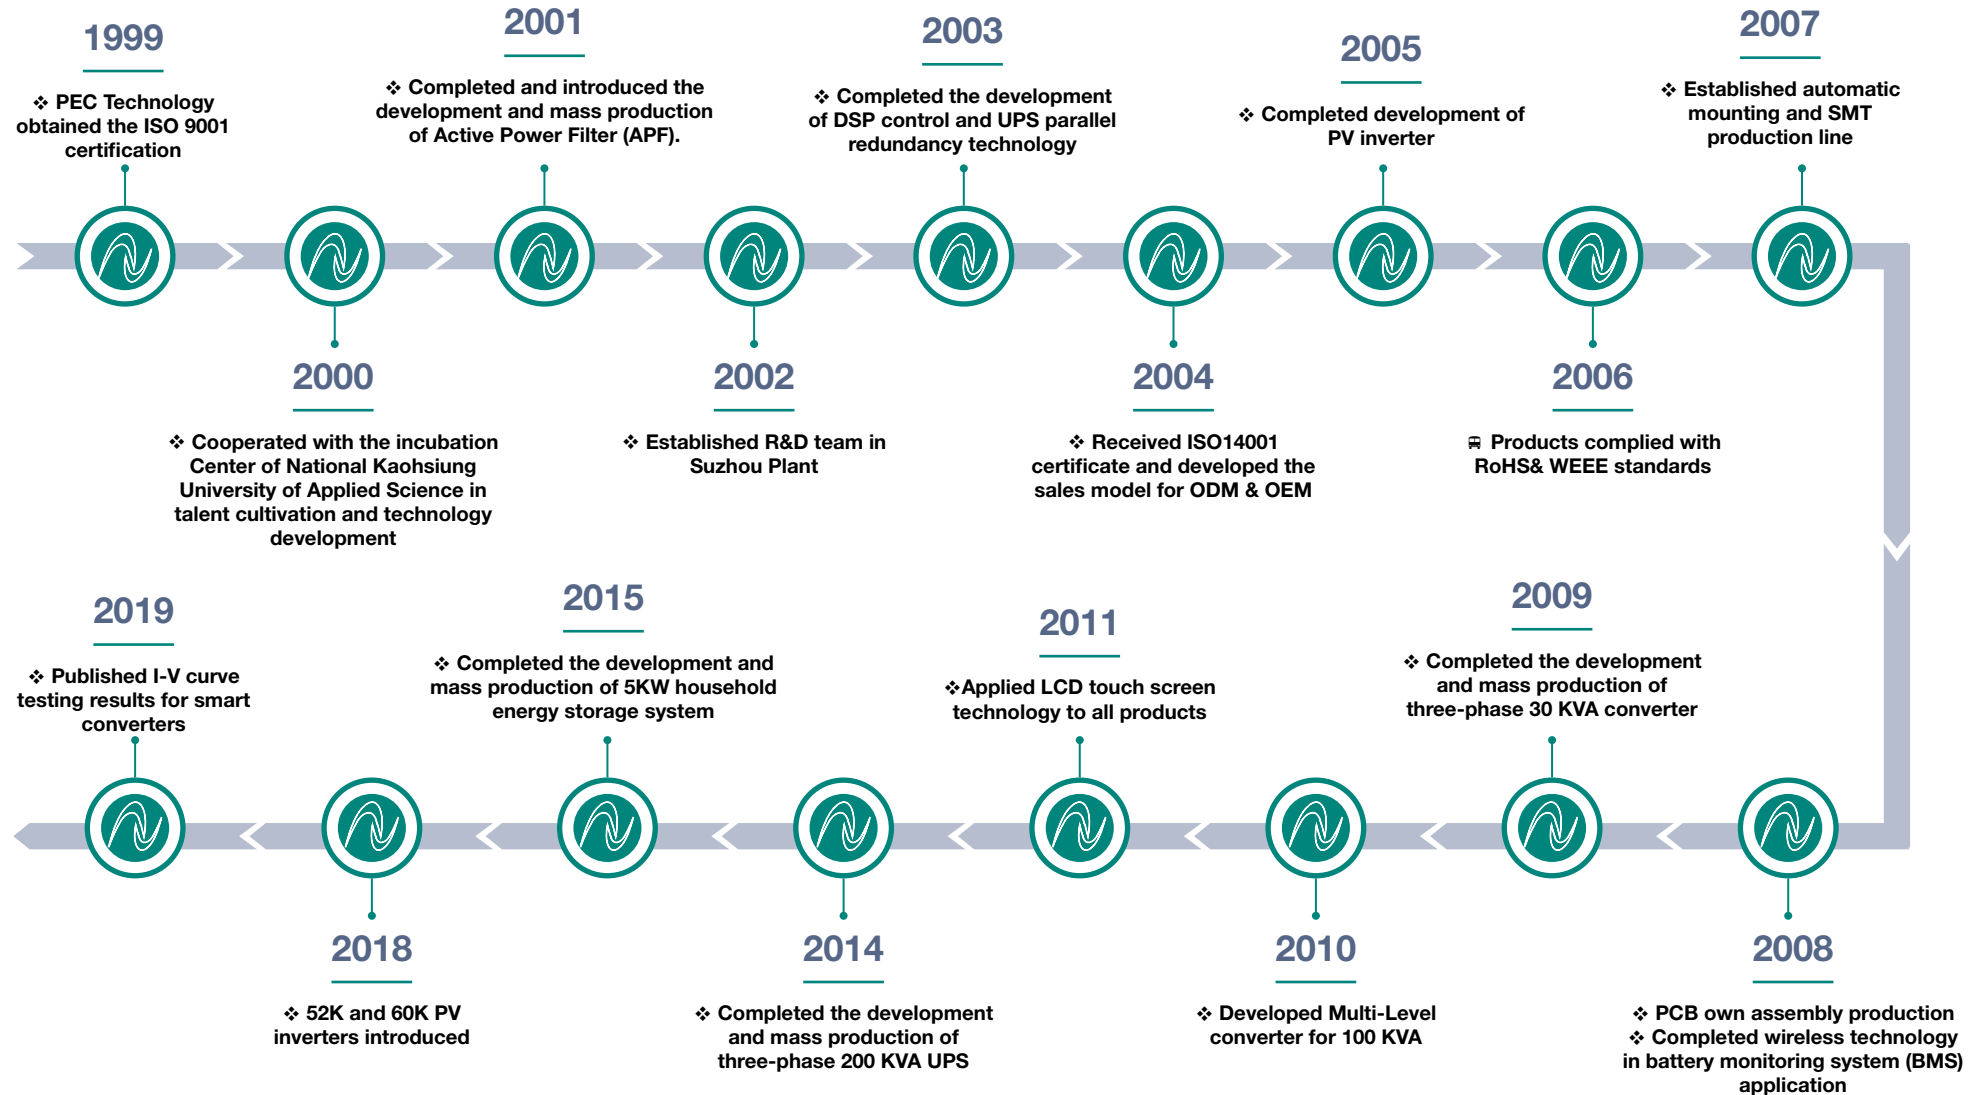 1999
❖ PEC Technology
obtained the ISO 9001
certification
2000
❖ Cooperated with the incubation
Center of National Kaohsiung
University of Applied Science in
talent cultivation and technology
development
2001
❖ Completed and introduced the
development and mass production
of Active Power Filter (APF).
2002
❖ Established R&D team in
Suzhou Plant
2003
❖ Completed the development
of DSP control and UPS parallel
redundancy technology
2004
❖ Received ISO14001
certificate and developed the
sales model for ODM & OEM
2005
❖ Completed development of
PV inverter
2006
Products complied with
RoHS& WEEE standards
2007
❖ Established automatic
mounting and SMT
production line
2008
❖ PCB own assembly production
❖ Completed wireless technology
in battery monitoring system (BMS)
application
2009
❖ Completed the development
and mass production of
three-phase 30 KVA converter
2010
❖ Developed Multi-Level
converter for 100 KVA
2011
❖Applied LCD touch screen
technology to all products
2014
❖ Completed the development
and mass production of
three-phase 200 KVA UPS
2015
❖ Completed the development and
mass production of 5KW household
energy storage system
2018
❖ 52K and 60K PV
inverters introduced
2019
❖ Published I-V curve
testing results for smart
converters